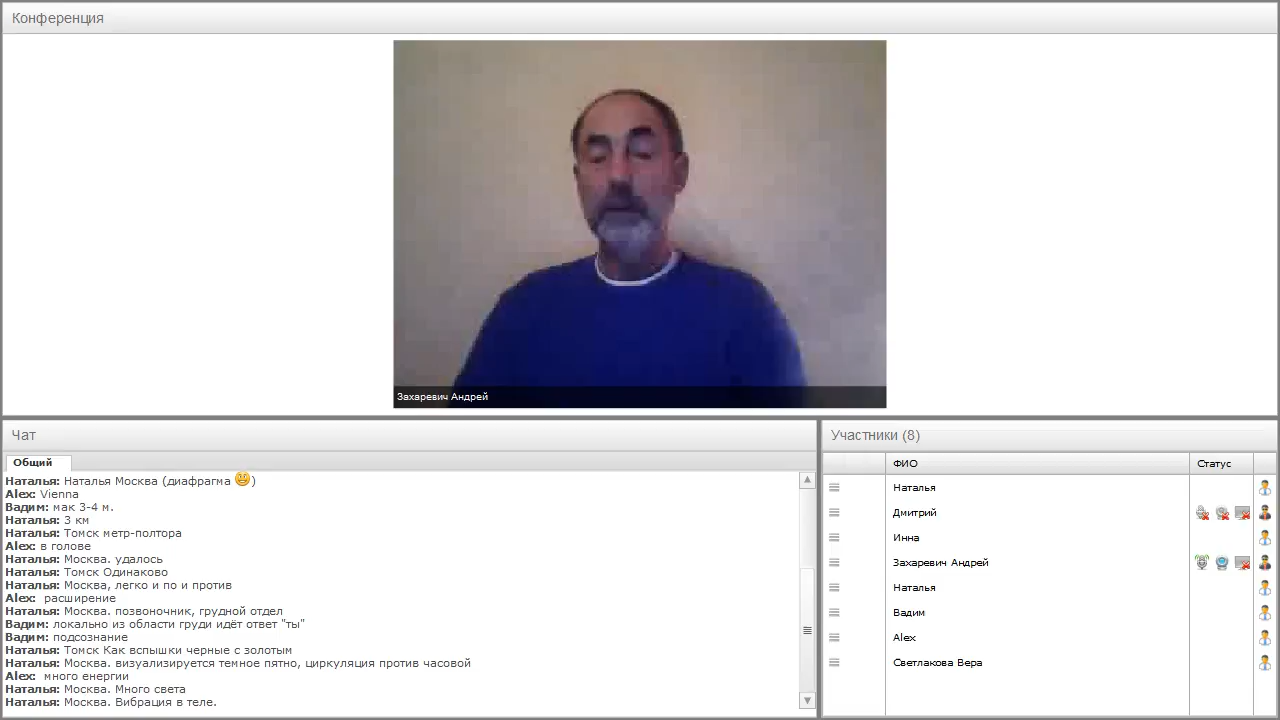 Конференция
Захаревич Андрей
Чат
Общий
Наталья: Наталия Москва (диафрагма )
Alex: Vienna
Вадим: мак 3-4 м.
Наталья: 3 км
Наталья: Томск метр-полтора
Alex: в голове
Наталья: Москва. удалось
Наталья: Томск Одинаково
Наталья: Москва, легко и по и против
Alex: расширение
Наталья: Москва. позвоночник, грудной отдел
Вадим: локально из области груди идёт ответ "ты"
Вадим: подсознание
Наталья: Томск Как вспышки черные с золотым
Наталья: Москва. визуализируется темное пятно, циркуляция против часовой
Alex: много енергии
Наталья: Москва. Много света
Наталья: Москва. Вибрация в теле.
Участники (8)
ФИО Статус
Наталья
Дмитрий
Инна
Захаревич Андрей
Наталья
Вадим
Alex
Светлакова Вера